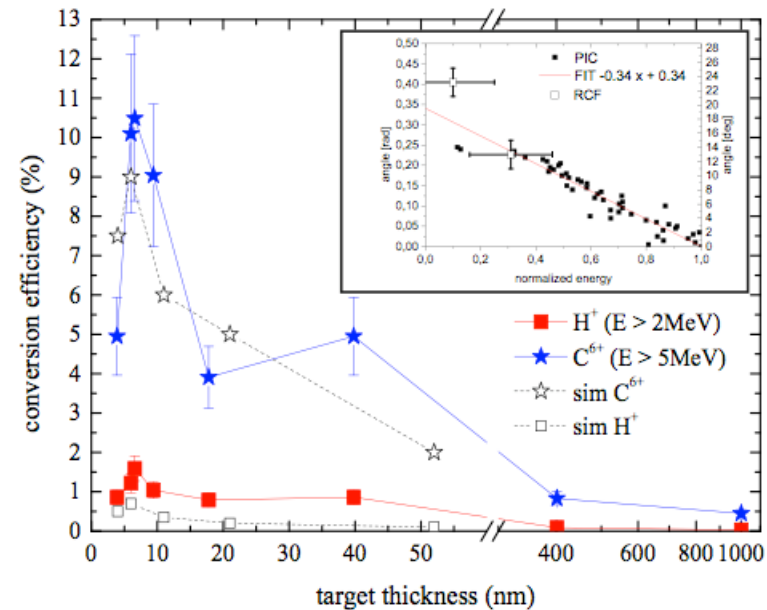 13
12
11
10
9
8
7
6
5
4
3
2
1
0
conversion efficiency (%)
0 10 20 30 40 50 400 600 800 1000
target thickness (nm)
H+ (E > 2MeV)
C6+ (E > 5MeV)
sim C6+
sim H+
0,50
0,45
0,40
0,35
0,30
0,25
0,20
0,15
0,10
0,05
0,00
angle [rad]
PIC
FIT -0.34 x + 0.34
RCF
28
26
24
22
20
18
16
14
12
10
8
6
4
2
0
angle [deg]
0,0 0,2 0,4 0,6 0,8 1,0
normalized energy